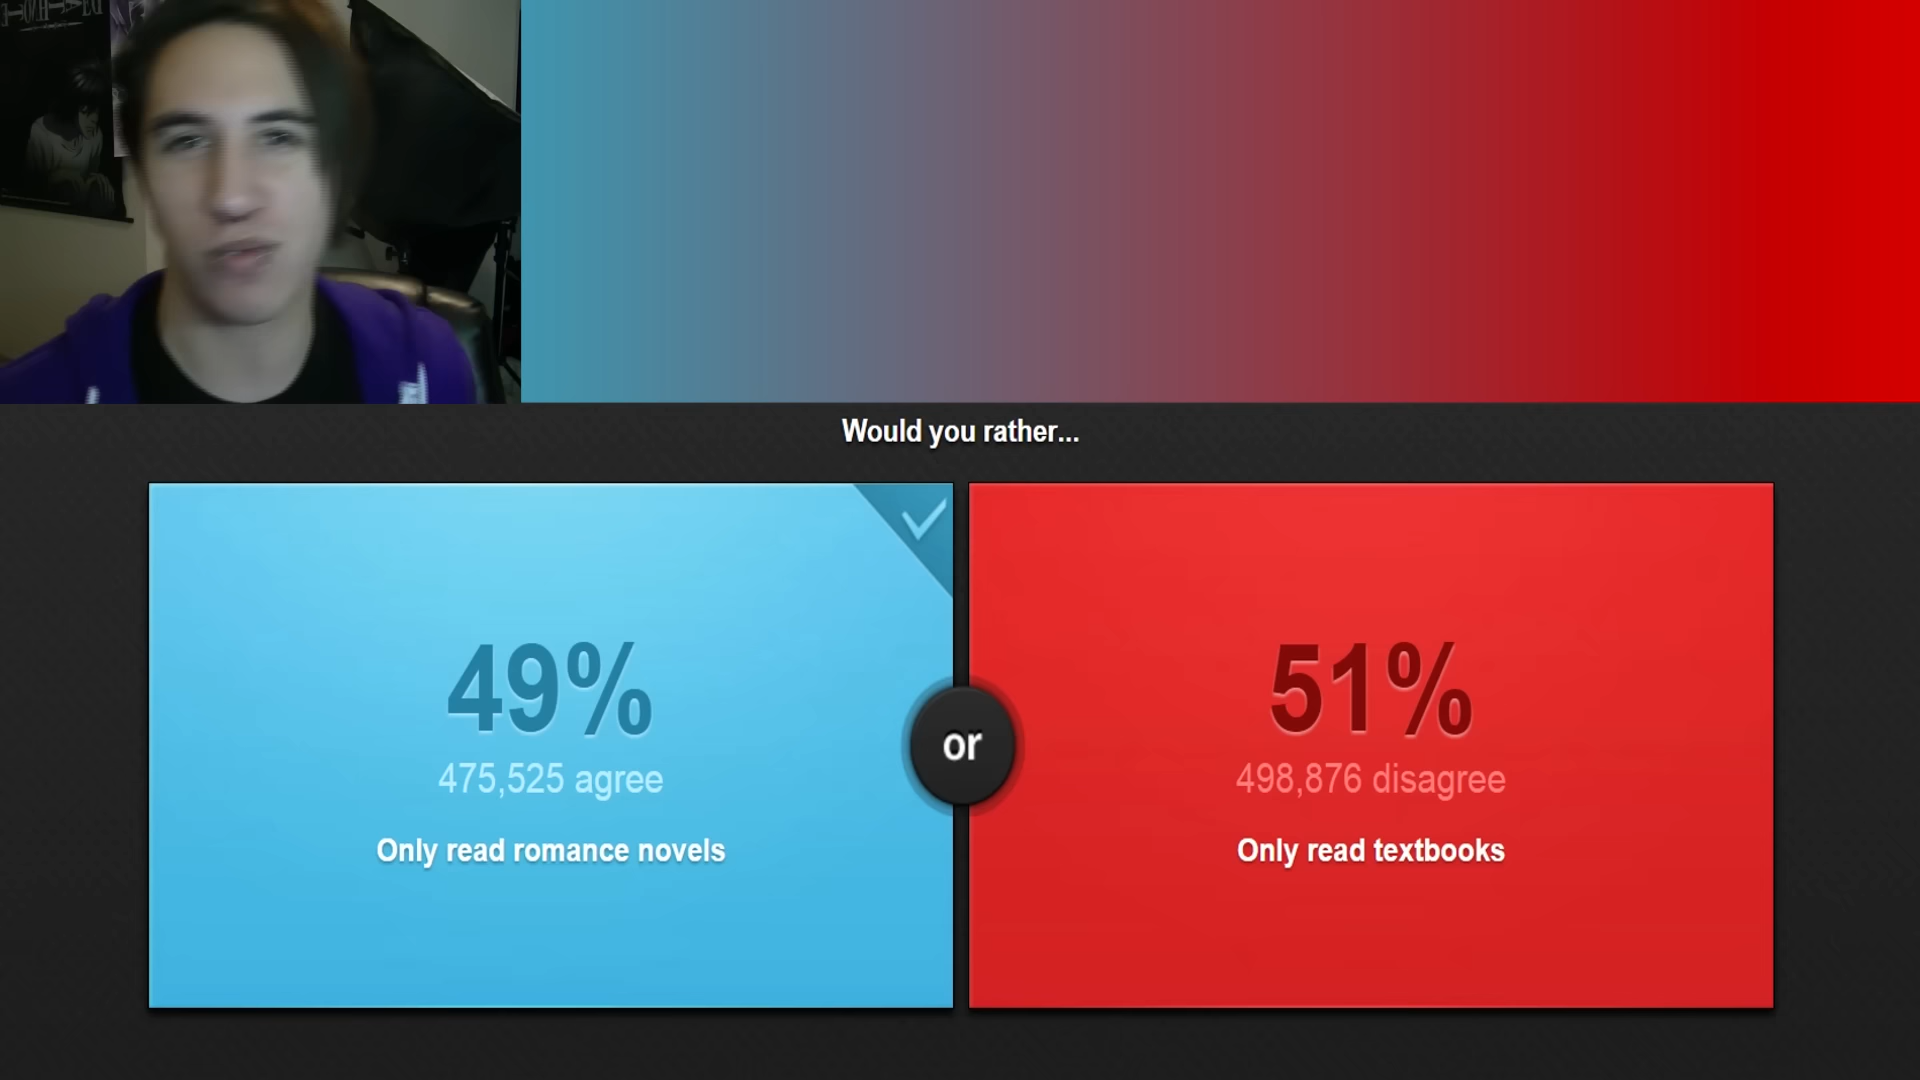 Would you rather...
49%
475,525 agree
Only read romance novels
or
51%
498,876 disagree
Only read textbooks